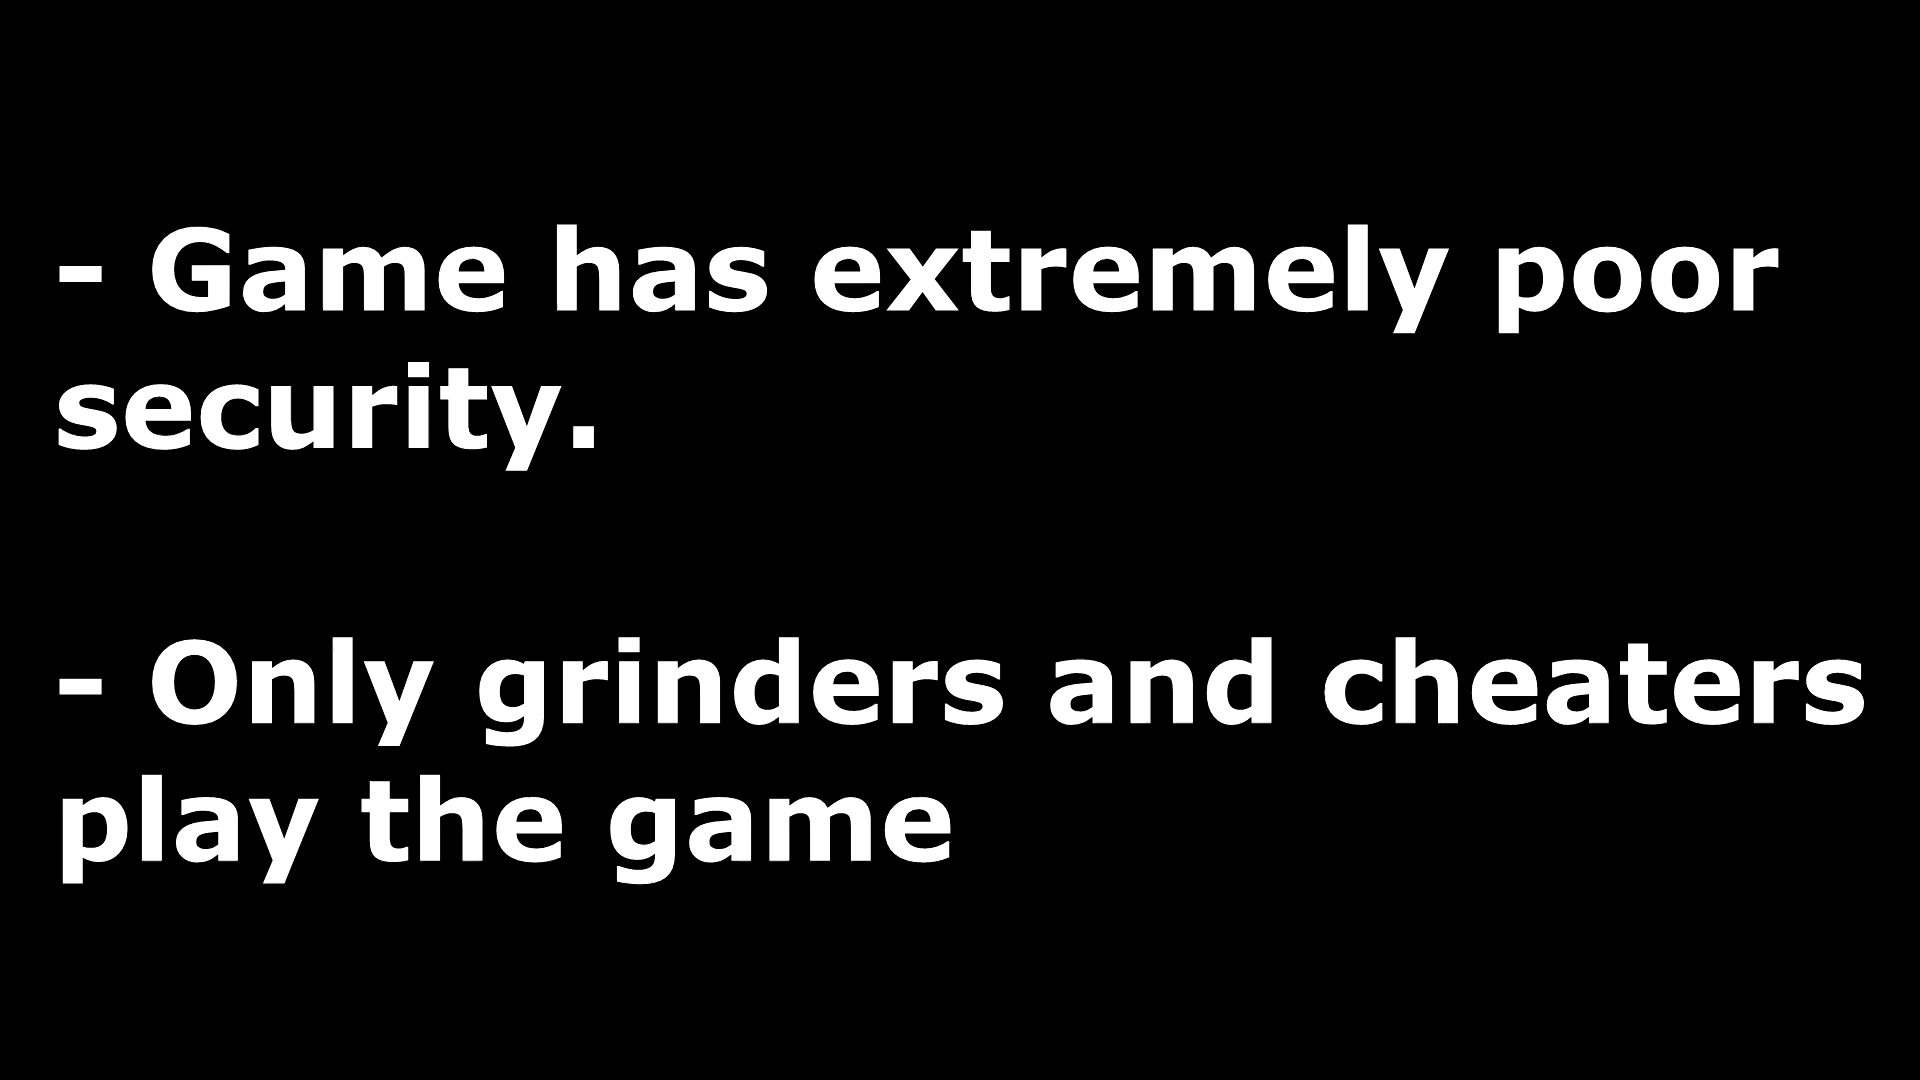 - Game has extremely poor
security.
- Only grinders and cheaters
play the game